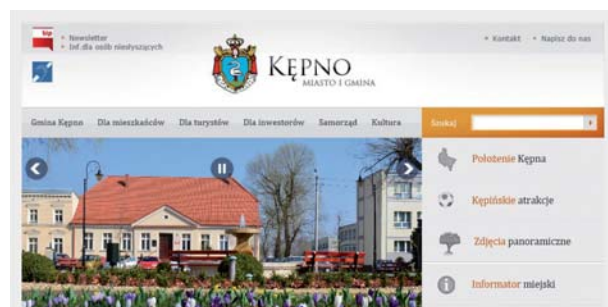 bip
Newsletter
Inf.dla osób niesłyszących
KĘPNO
MIASTO I GMINA
Kontakt
Napisz do nas
Gmina Kępno
Dla mieszkańców
Dla turystów
Dla inwestorów
Samorząd
Kultura
Szukaj
Położenie Kępna
Kępińskie atrakcje
Zdjęcia panoramiczne
Informator miejski